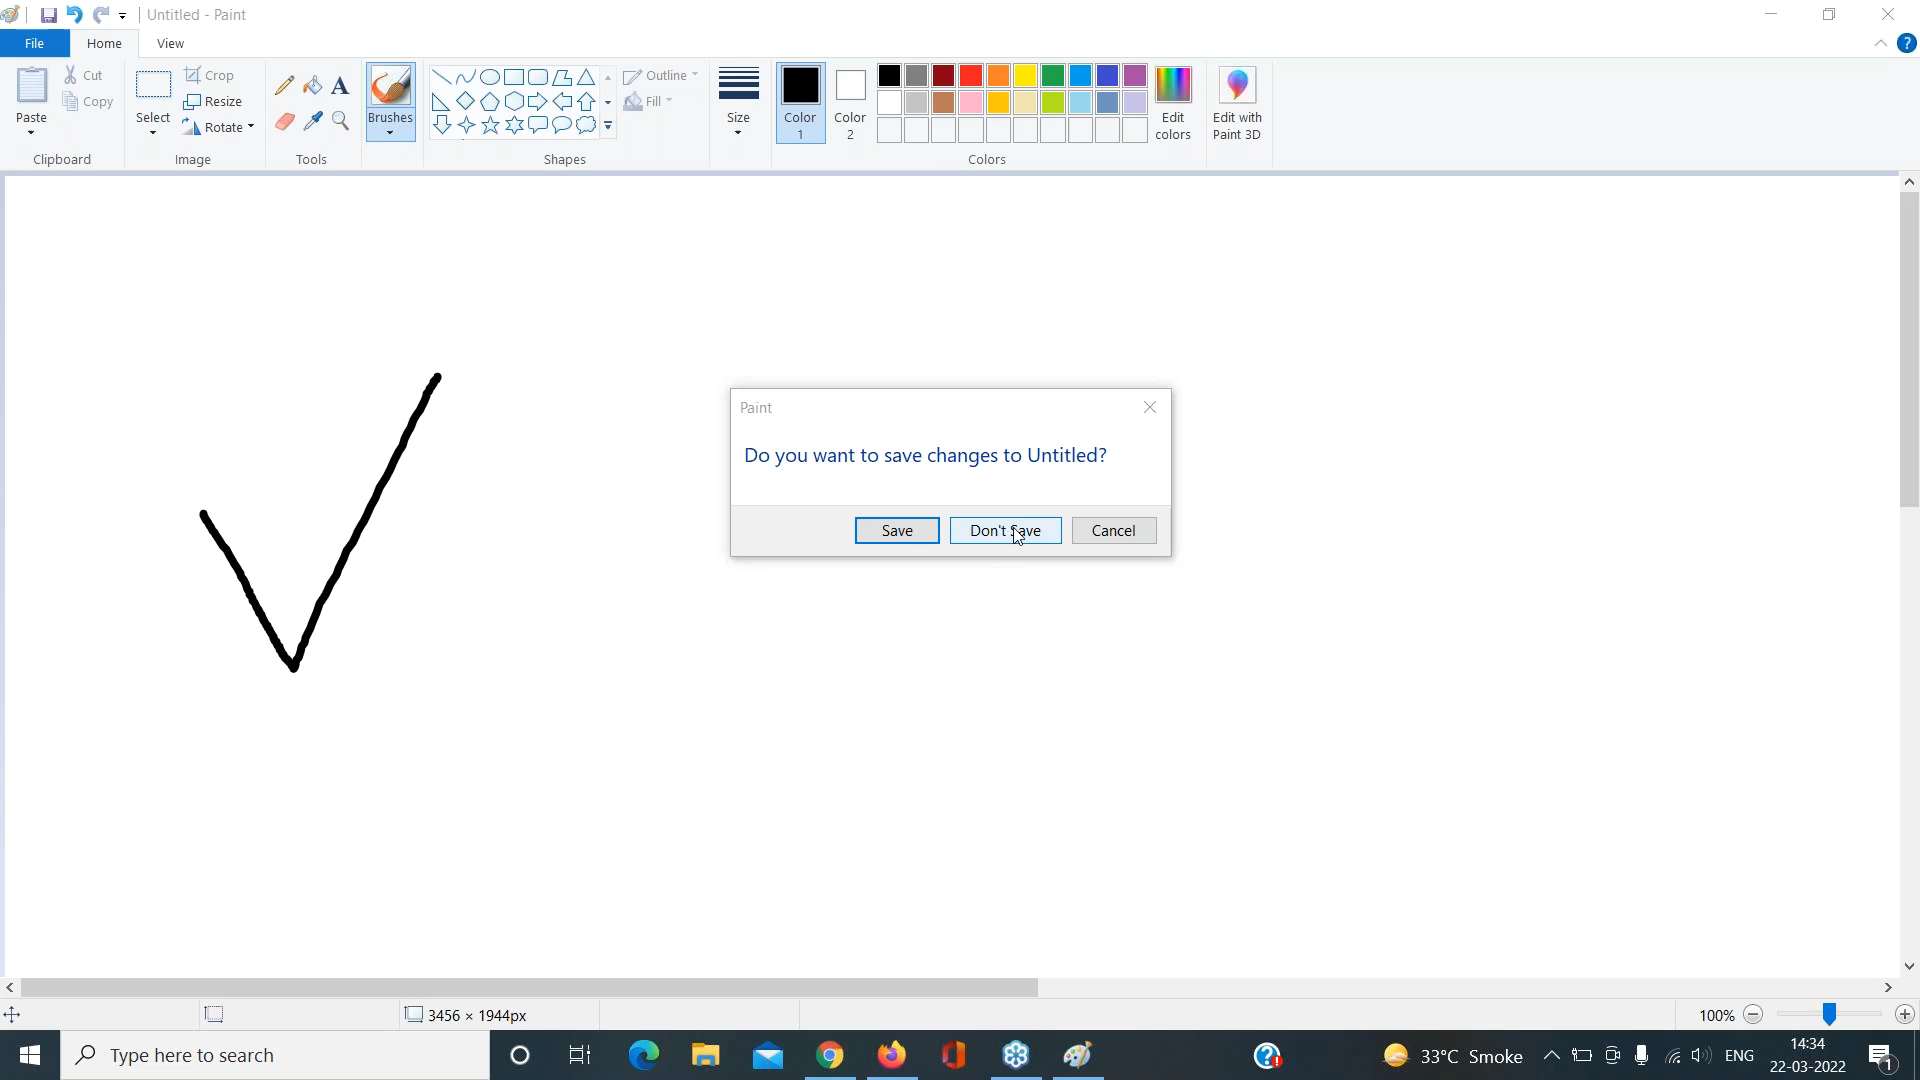 Untitled - Paint
File Home View
Paste
Cut
Copy
Clipboard
Select
Crop
Resize
Rotate
Image
A
Tools
Brushes
Outline
Fill
Shapes
Size
Color
1
Color
2
Edit
colors
Colors
Edit with
Paint 3D
Paint
Do you want to save changes to Untitled?
Save Don't Save Cancel
3456 × 1944px
100%
Type here to search
33°C Smoke
ENG
14:34
22-03-2022
1